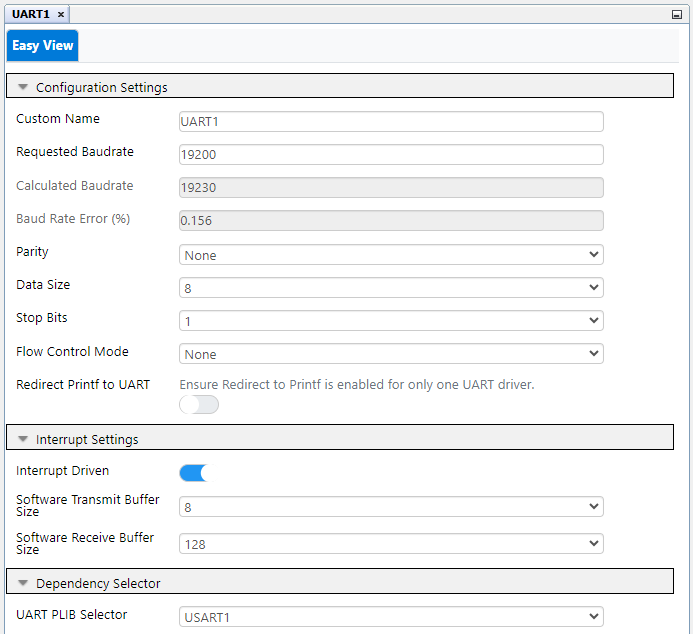 UART1 ×
Easy View
Configuration Settings
Custom Name UART1
Requested Baudrate 19200
Calculated Baudrate 19230
Baud Rate Error (%) 0.156
Parity None
Data Size 8
Stop Bits 1
Flow Control Mode None
Redirect Printf to UART Ensure Redirect to Printf is enabled for only one UART driver.
Interrupt Settings
Interrupt Driven
Software Transmit Buffer
Size 8
Software Receive Buffer
Size 128
Dependency Selector
UART PLIB Selector USART1